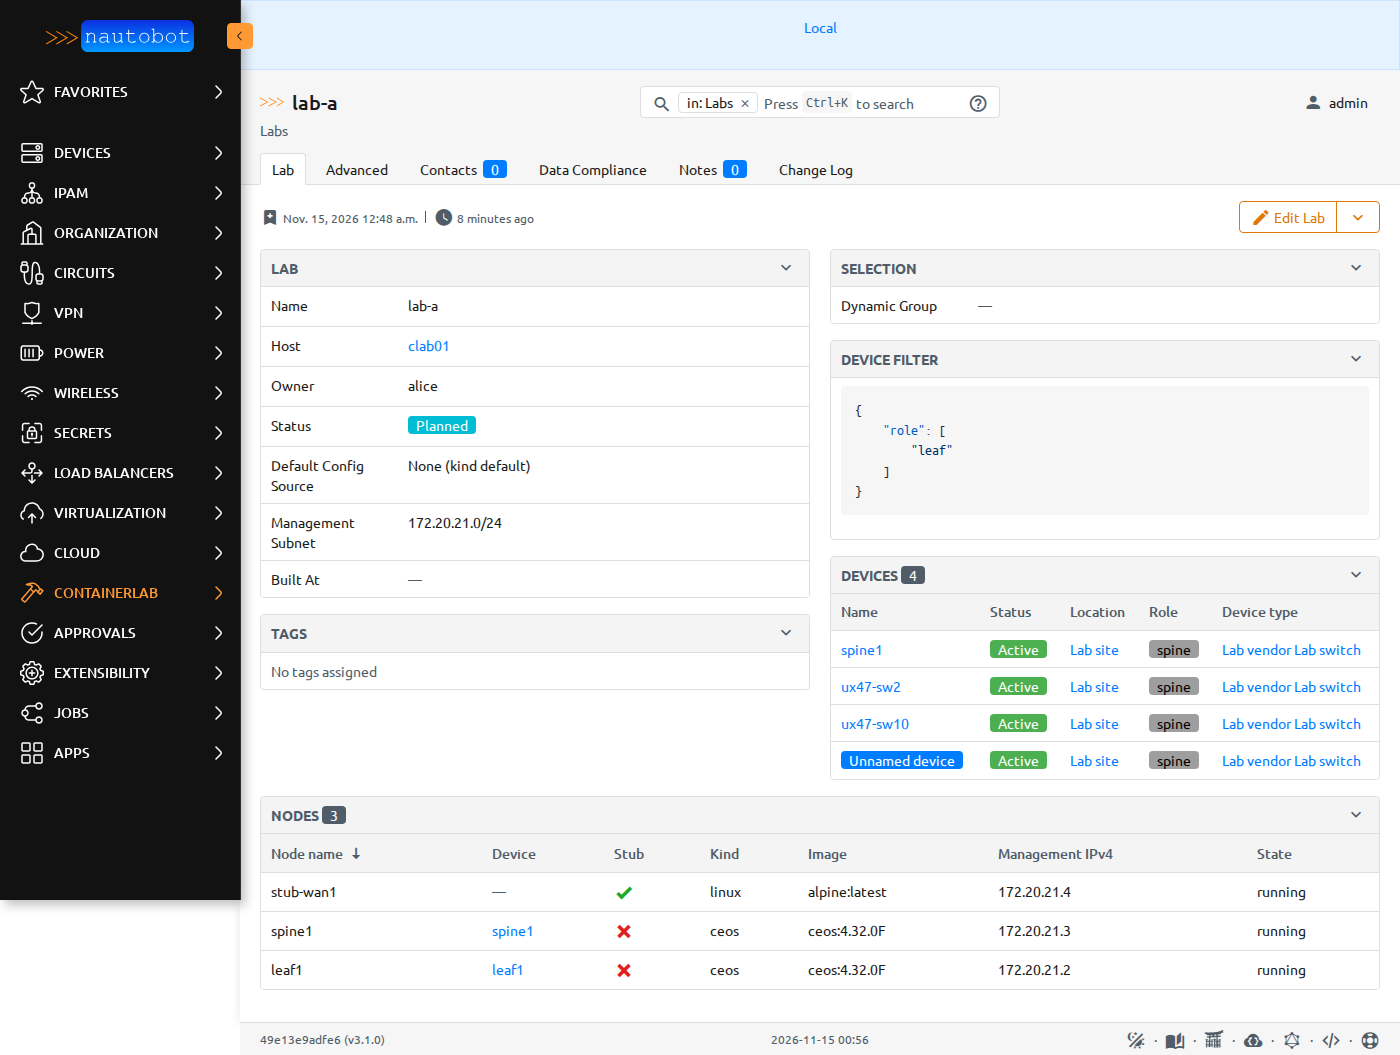 nautobot
FAVORITES
DEVICES
IPAM
ORGANIZATION
CIRCUITS
VPN
POWER
WIRELESS
SECRETS
LOAD BALANCERS
VIRTUALIZATION
CLOUD
CONTAINERLAB
APPROVALS
EXTENSIBILITY
JOBS
APPS
Local
lab-a
in: Labs × Press Ctrl+K to search
admin
Labs
Lab Advanced Contacts 0 Data Compliance Notes 0 Change Log
Nov. 15, 2026 12:48 a.m. | 8 minutes ago
Edit Lab
LAB
Name lab-a
Host clab01
Owner alice
Status Planned
Default Config Source None (kind default)
Management Subnet 172.20.21.0/24
Built At —
TAGS
No tags assigned
SELECTION
Dynamic Group —
DEVICE FILTER
{
"role": [
"leaf"
]
}
DEVICES 4
Name Status Location Role Device type
spine1 Active Lab site spine Lab vendor Lab switch
ux47-sw2 Active Lab site spine Lab vendor Lab switch
ux47-sw10 Active Lab site spine Lab vendor Lab switch
Unnamed device Active Lab site spine Lab vendor Lab switch
NODES 3
Node name Device Stub Kind Image Management IPv4 State
stub-wan1 — linux alpine:latest 172.20.21.4 running
spine1 spine1 ceos ceos:4.32.0F 172.20.21.3 running
leaf1 leaf1 ceos ceos:4.32.0F 172.20.21.2 running
49e13e9adfe6 (v3.1.0) 2026-11-15 00:56